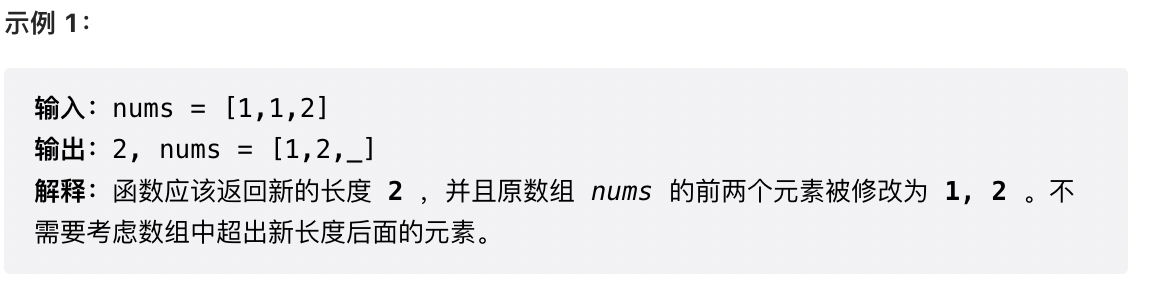 示例 1：
输入：nums = [1,1,2]
输出：2, nums = [1,2,_]
解释：函数应该返回新的长度 2 ，并且原数组 nums 的前两个元素被修改为 1, 2 。不
需要考虑数组中超出新长度后面的元素。